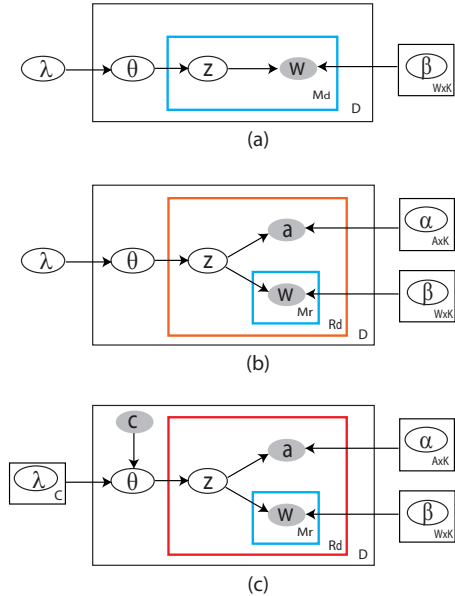 λ θ z w β
Md D WxK
(a)
a α
AxK
λ θ z
w β
Mr Rd D WxK
(b)
c
a α
AxK
λ C θ z
w β
Mr Rd D WxK
(c)